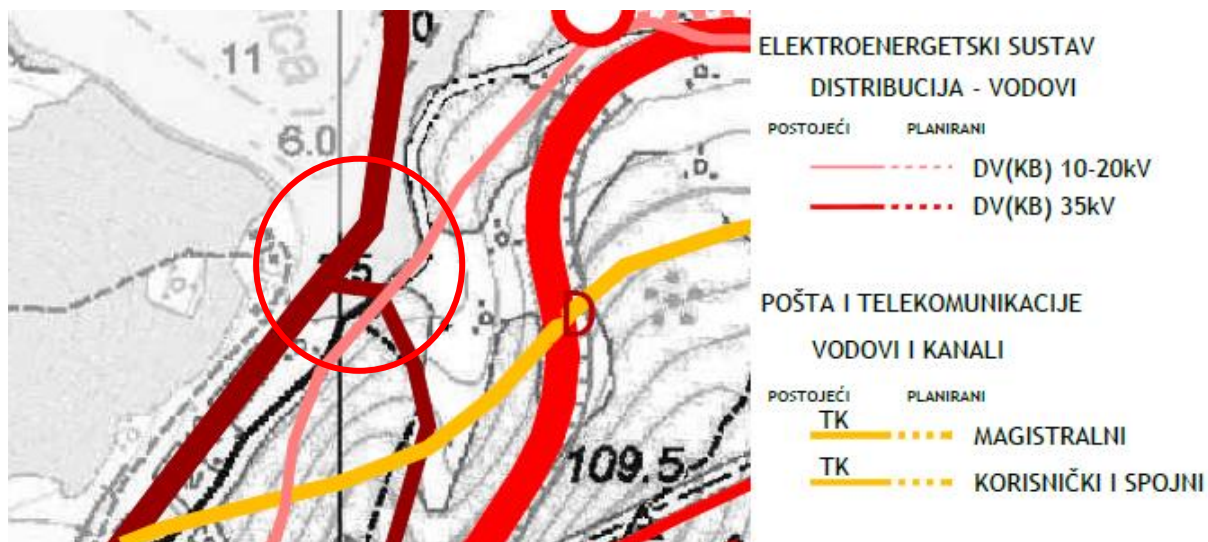 11
6.0
D
109.5
ELEKTROENERGETSKI SUSTAV
DISTRIBUCIJA - VODOVI
POSTOJEĆI PLANIRANI
DV(KB) 10-20kV
DV(KB) 35kV
POŠTA I TELEKOMUNIKACIJE
VODOVI I KANALI
POSTOJEĆI PLANIRANI
TK
MAGISTRALNI
TK
KORISNIČKI I SPOJNI